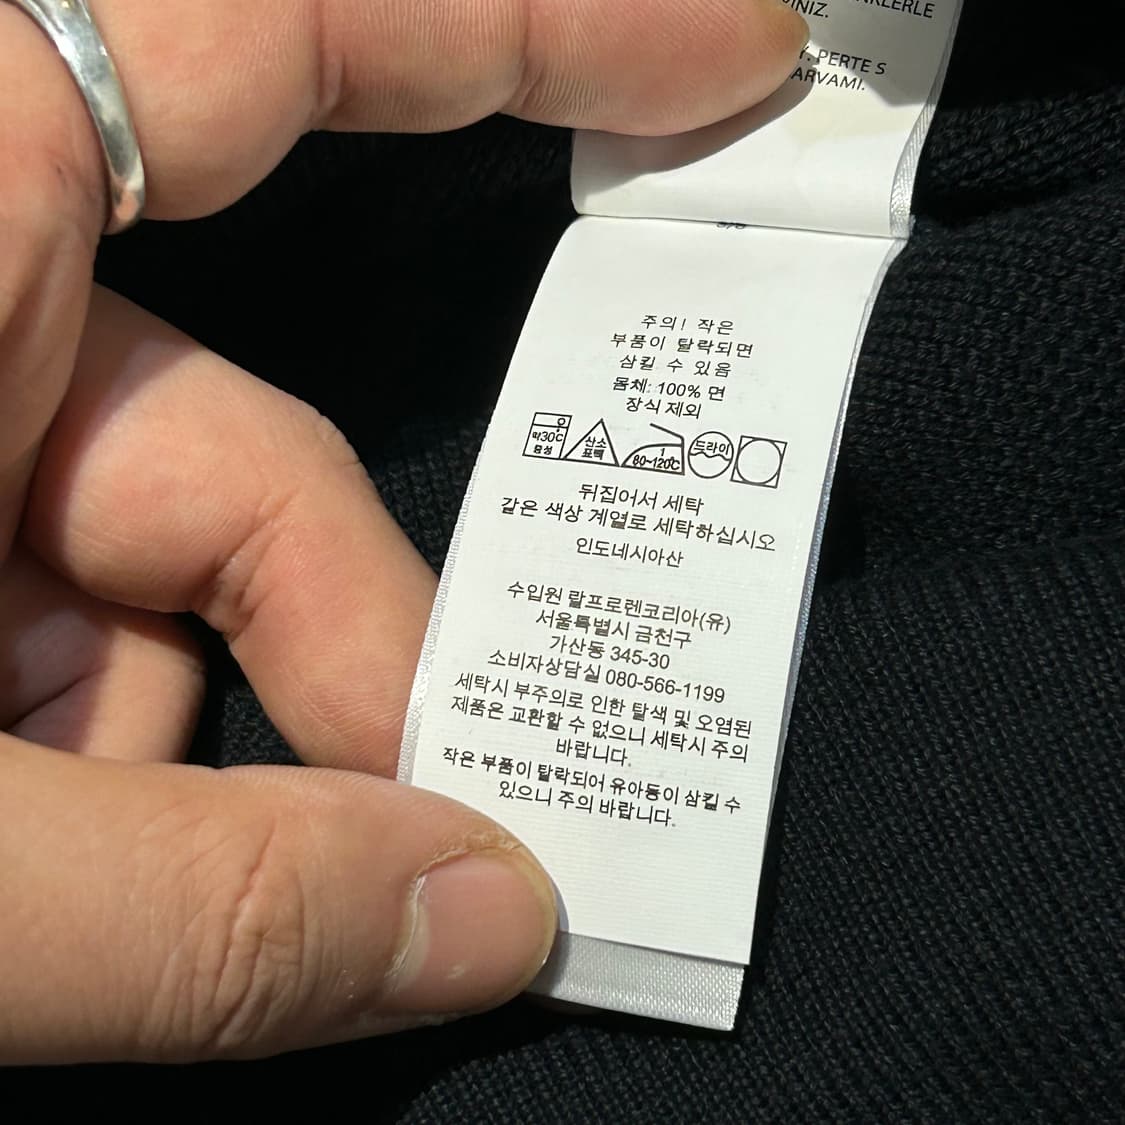 INIZ.
PERTE S
ARVAMI.
주의! 작은
부품이 탈락되면
삼킬 수 있음
몸체: 100% 면
장식 제외
약30℃
중성
산소
표백
1
80~120℃
드라이
뒤집어서 세탁
같은 색상 계열로 세탁하십시오
인도네시아산
수입원 랄프로렌코리아(유)
서울특별시 금천구
가산동 345-30
소비자상담실 080-566-1199
세탁시 부주의로 인한 탈색 및 오염된
제품은 교환할 수 없으니 세탁시 주의
바랍니다.
작은 부품이 탈락되어 유아동이 삼킬 수
있으니 주의 바랍니다.